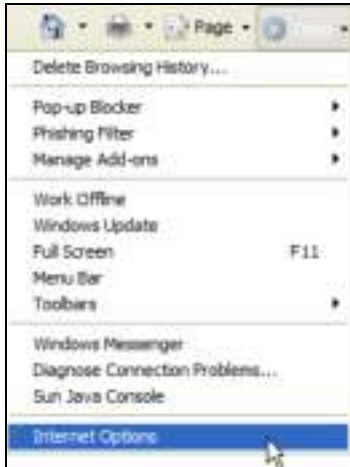 Page
Delete Browsing History...
Pop-up Blocker
Phishing Filter
Manage Add-ons
Work Offline
Windows Update
Full Screen F11
Menu Bar
Toolbars
Windows Messenger
Diagnose Connection Problems...
Sun Java Console
Internet Options